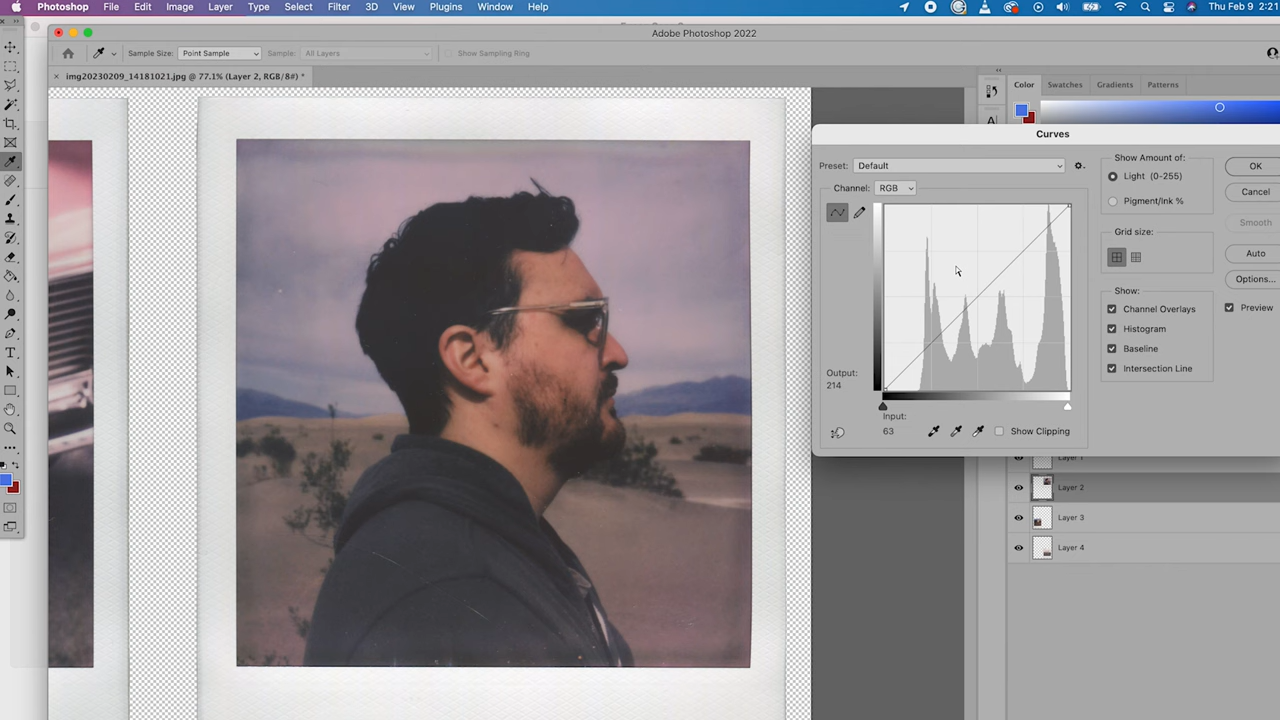 Photoshop File Edit Image Layer Type Select Filter 3D View Plugins Window Help Thu Feb 9 2:21
Adobe Photoshop 2022
Sample Size: Point Sample Sample: All Layers Show Sampling Ring
× img20230209_14181021.jpg @ 77.1% (Layer 2, RGB/8#) *
Color Swatches Gradients Patterns
Curves
Preset: Default
Channel: RGB
Output:
214
Input:
63
Show Clipping
Show Amount of:
Light (0-255)
Pigment/Ink %
Grid size:
Show:
Channel Overlays
Histogram
Baseline
Intersection Line
OK
Cancel
Smooth
Auto
Options...
Preview
Layer 1
Layer 2
Layer 3
Layer 4